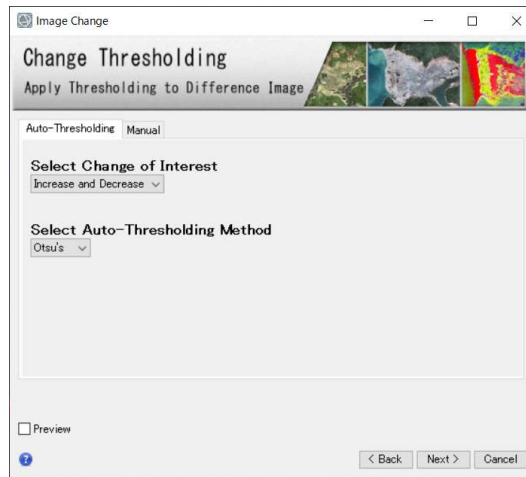 Image Change
Change Thresholding
Apply Thresholding to Difference Image
Auto-Thresholding Manual
Select Change of Interest
Increase and Decrease
Select Auto-Thresholding Method
Otsu's
Preview
< Back Next > Cancel